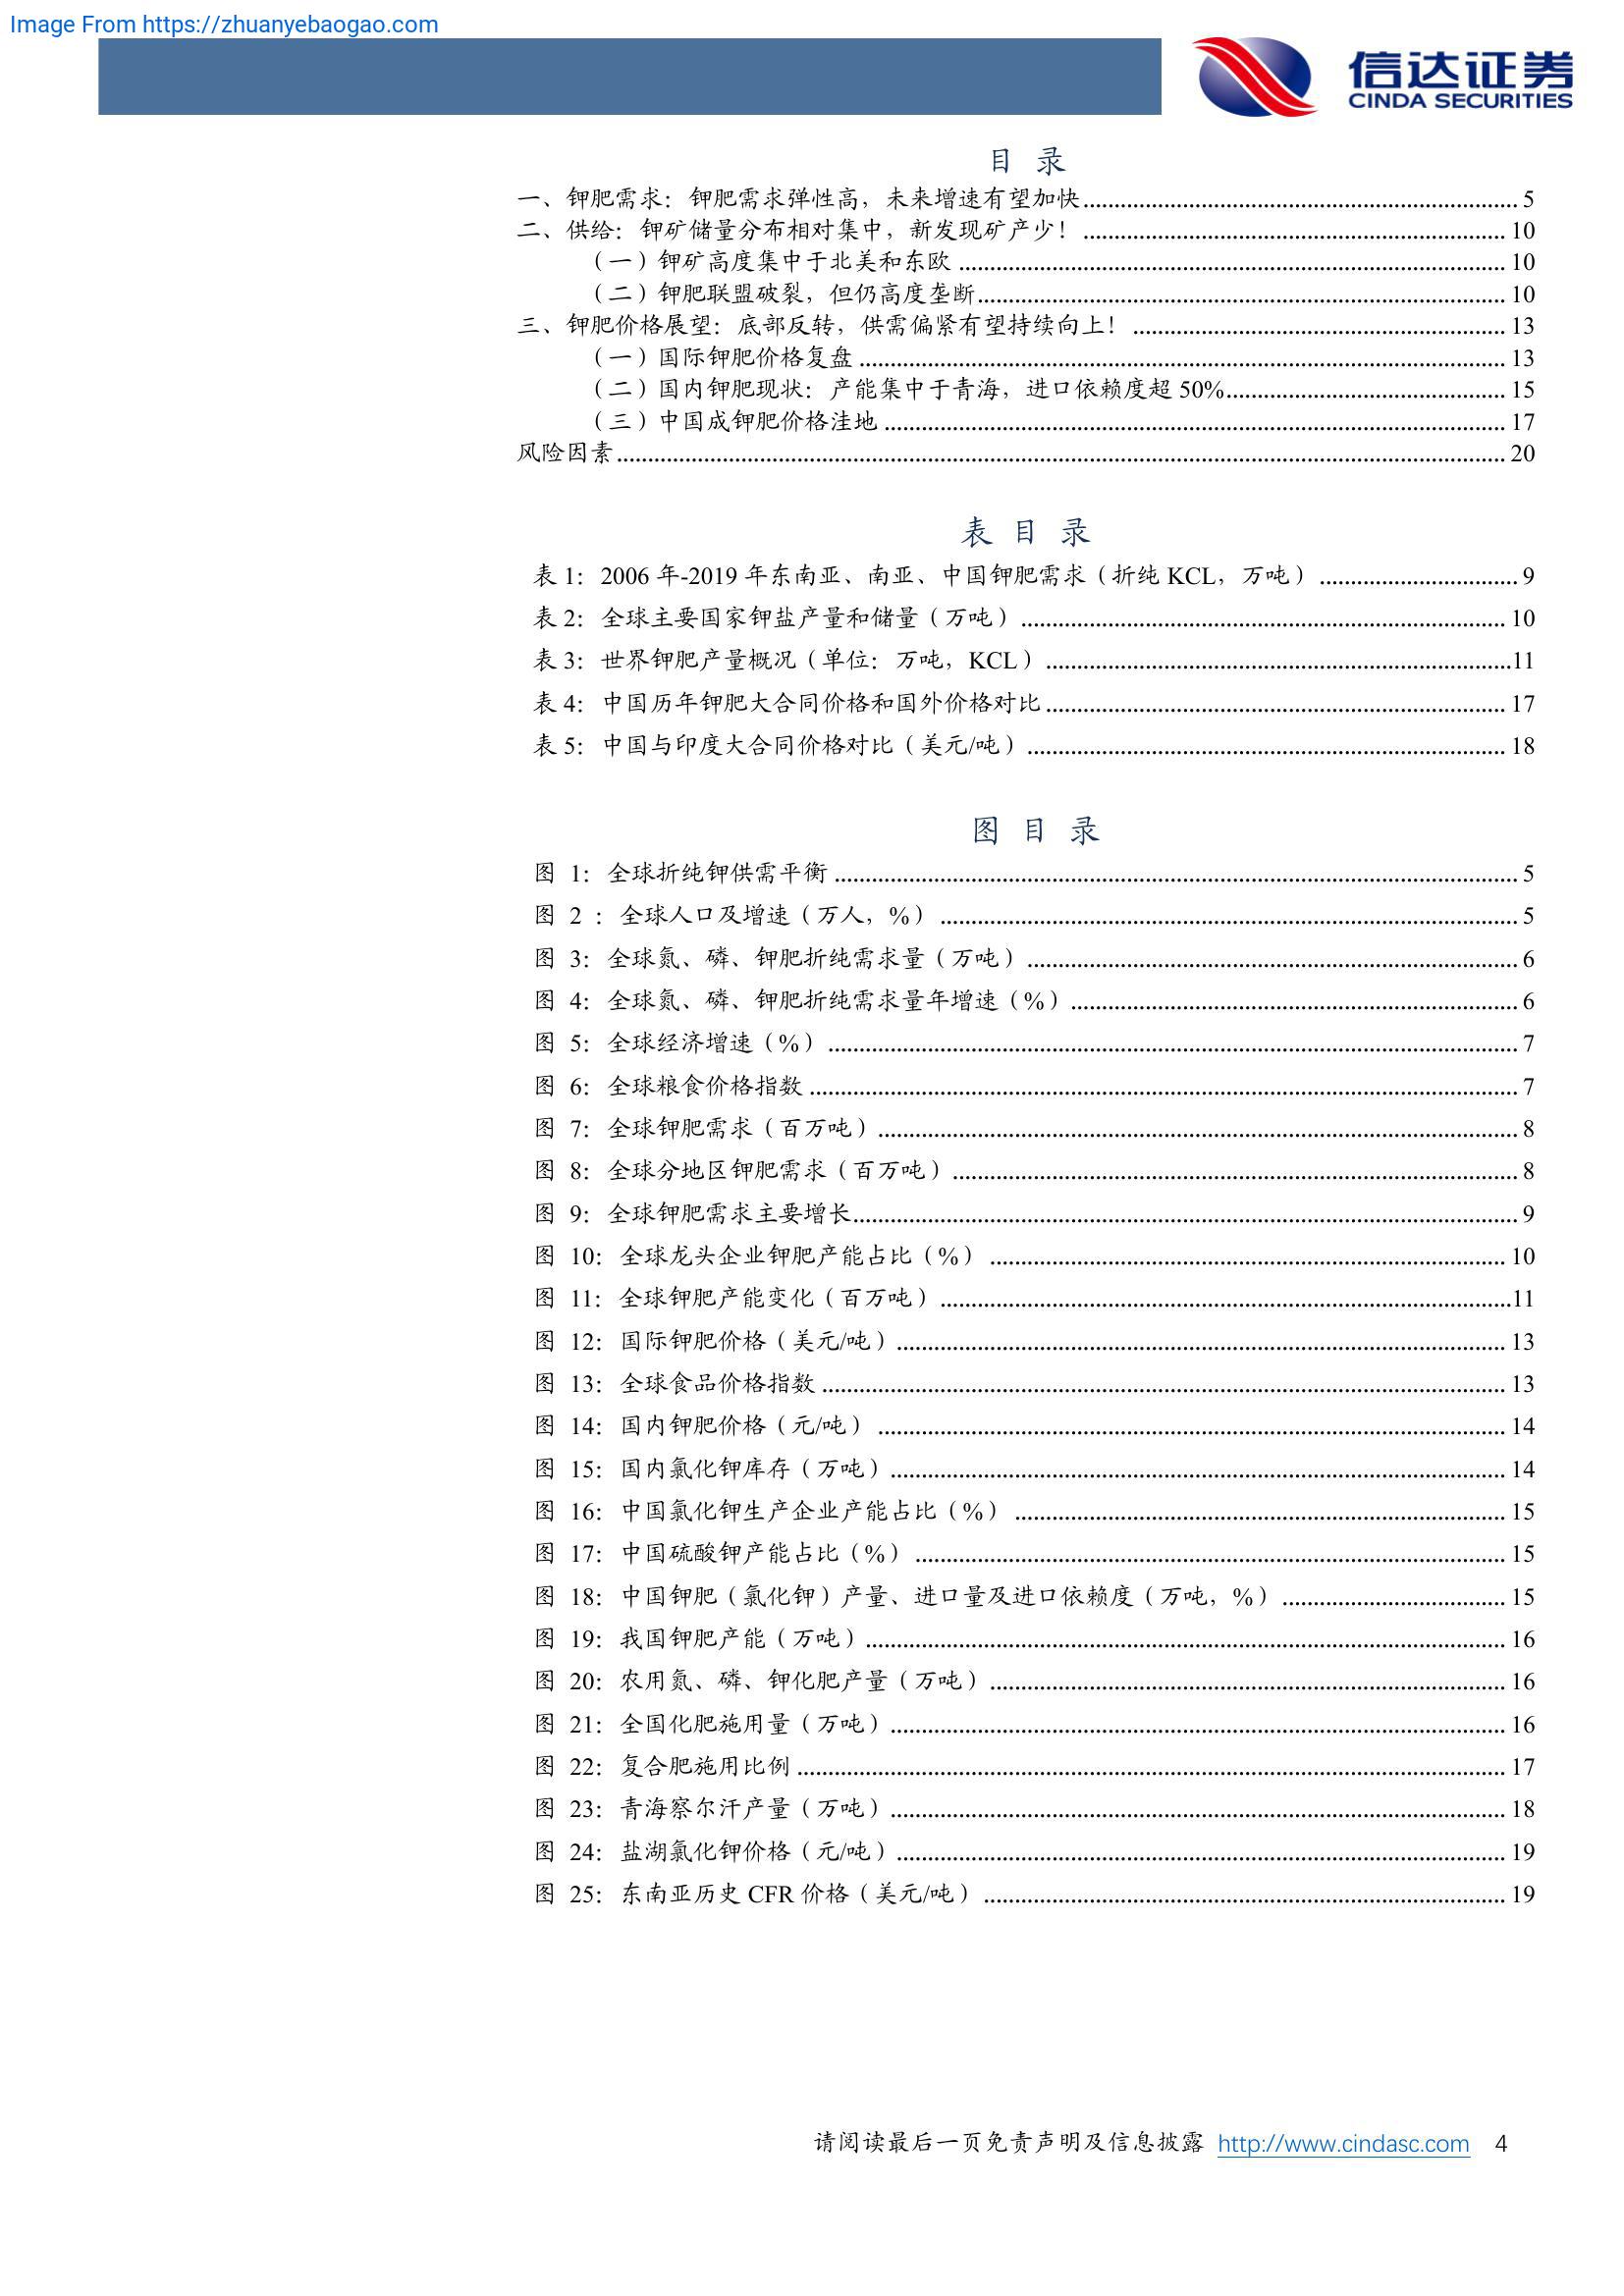 Image From https://zhuanyebaogao.com
信达证券
CINDA SECURITIES
目 录
一、钾肥需求：钾肥需求弹性高，未来增速有望加快 5
二、供给：钾矿储量分布相对集中，新发现矿产少！ 10
（一）钾矿高度集中于北美和东欧 10
（二）钾肥联盟破裂，但仍高度垄断 10
三、钾肥价格展望：底部反转，供需偏紧有望持续向上！ 13
（一）国际钾肥价格复盘 13
（二）国内钾肥现状：产能集中于青海，进口依赖度超 50% 15
（三）中国成钾肥价格洼地 17
风险因素 20
表 目 录
表 1：2006 年-2019 年东南亚、南亚、中国钾肥需求（折纯 KCL，万吨） 9
表 2：全球主要国家钾盐产量和储量（万吨） 10
表 3：世界钾肥产量概况（单位：万吨，KCL） 11
表 4：中国历年钾肥大合同价格和国外价格对比 17
表 5：中国与印度大合同价格对比（美元/吨） 18
图 目 录
图 1：全球折纯钾供需平衡 5
图 2 ：全球人口及增速（万人，%） 5
图 3：全球氮、磷、钾肥折纯需求量（万吨） 6
图 4：全球氮、磷、钾肥折纯需求量年增速（%） 6
图 5：全球经济增速（%） 7
图 6：全球粮食价格指数 7
图 7：全球钾肥需求（百万吨） 8
图 8：全球分地区钾肥需求（百万吨） 8
图 9：全球钾肥需求主要增长 9
图 10：全球龙头企业钾肥产能占比（%） 10
图 11：全球钾肥产能变化（百万吨） 11
图 12：国际钾肥价格（美元/吨） 13
图 13：全球食品价格指数 13
图 14：国内钾肥价格（元/吨） 14
图 15：国内氯化钾库存（万吨） 14
图 16：中国氯化钾生产企业产能占比（%） 15
图 17：中国硫酸钾产能占比（%） 15
图 18：中国钾肥（氯化钾）产量、进口量及进口依赖度（万吨，%） 15
图 19：我国钾肥产能（万吨） 16
图 20：农用氮、磷、钾化肥产量（万吨） 16
图 21：全国化肥施用量（万吨） 16
图 22：复合肥施用比例 17
图 23：青海察尔汗产量（万吨） 18
图 24：盐湖氯化钾价格（元/吨） 19
图 25：东南亚历史 CFR 价格（美元/吨） 19
请阅读最后一页免责声明及信息披露 http://www.cindasc.com 4